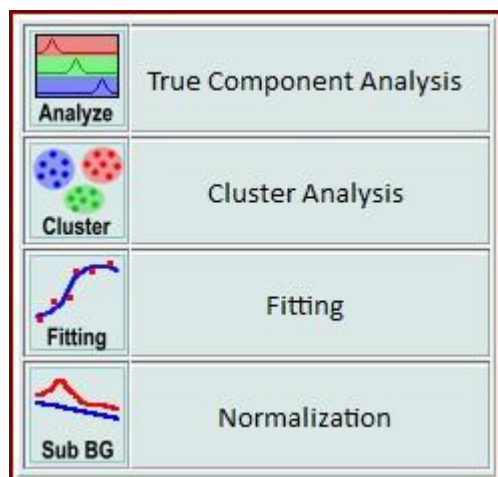 Analyze
True Component Analysis
Cluster
Cluster Analysis
Fitting
Fitting
Sub BG
Normalization